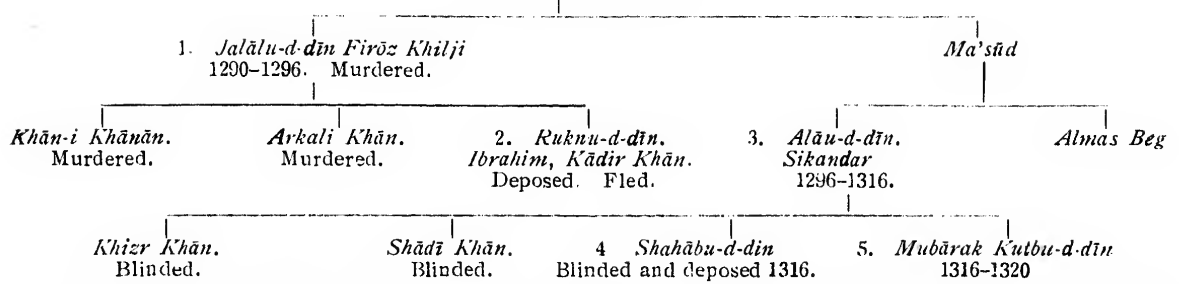 1. Jalālu-d-dīn Firōz Khilji
1290–1296. Murdered.
Ma'sūd
Khān-i Khānān.
Murdered.
Arkali Khān.
Murdered.
2. Ruknu-d-dīn.
Ibrahim, Kādir Khān.
Deposed. Fled.
3. Alāu-d-dīn.
Sikandar
1296–1316.
Almas Beg
Khizr Khān.
Blinded.
Shādī Khān.
Blinded.
4 Shahābu-d-din
Blinded and deposed 1316.
5. Mubārak Kutbu-d-dīn
1316–1320